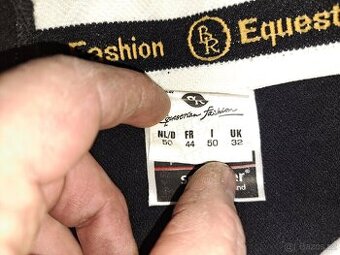 Fashion BR Equest
BR
Equestrian Fashion
NL/D FR I UK
50 44 50 32